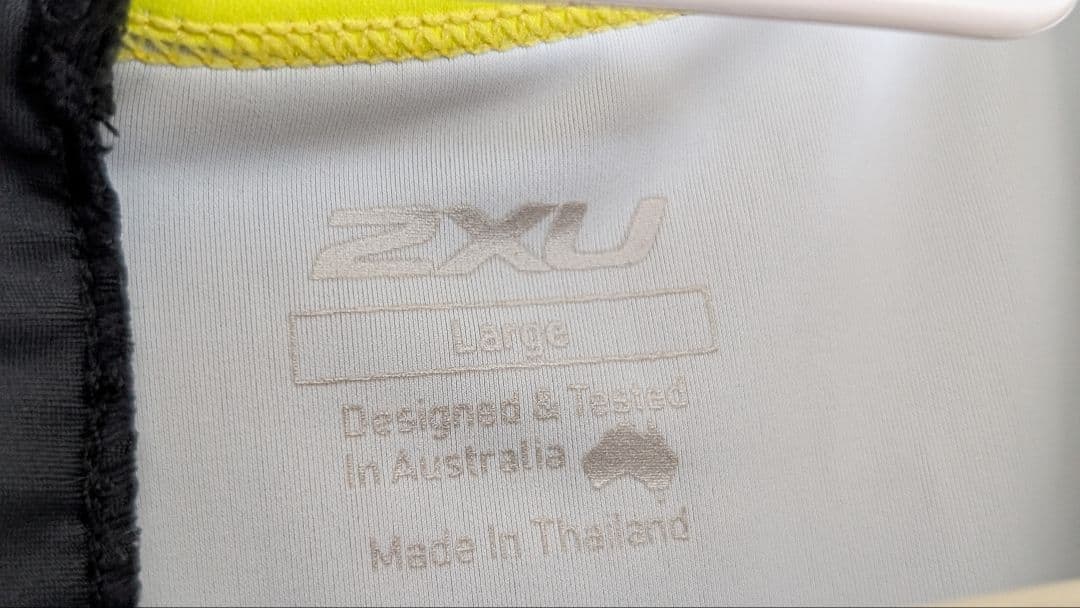 2XU
Large
Designed & Tested
In Australia
Made In Thailand